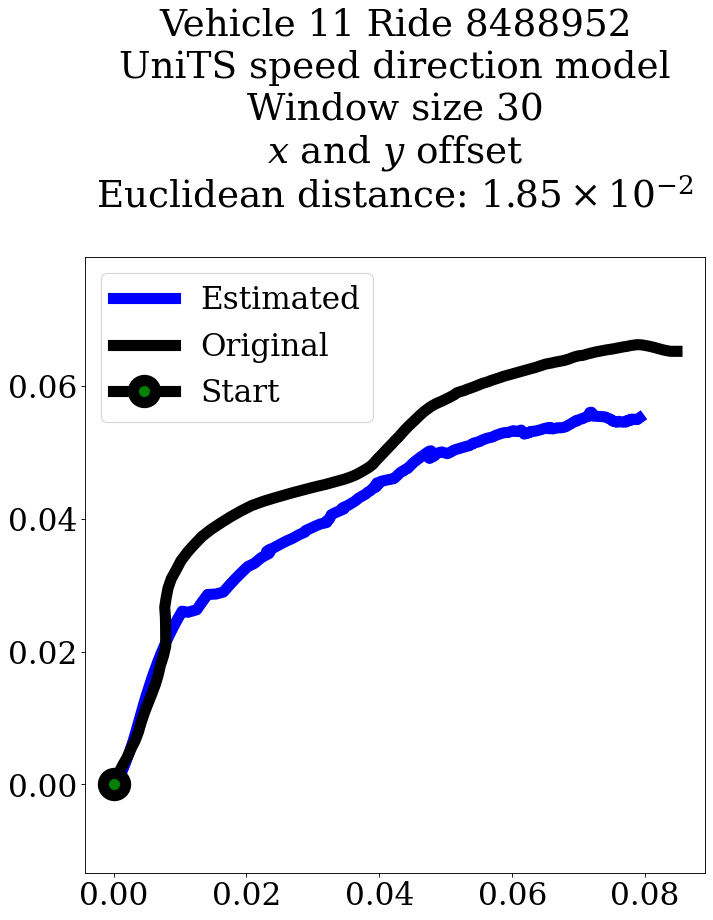 Vehicle 11 Ride 8488952
UniTS speed direction model
Window size 30
x and y offset
Euclidean distance: 1.85 × 10⁻²
Estimated
Original
Start
0.06
0.04
0.02
0.00
0.00 0.02 0.04 0.06 0.08